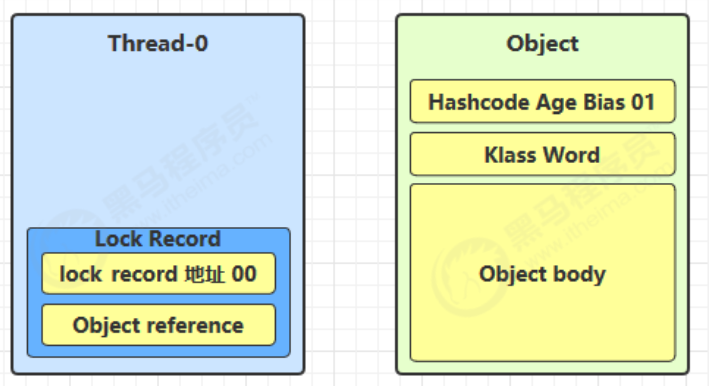 Thread-0
Lock Record
lock record 地址 00
Object reference
Object
Hashcode Age Bias 01
Klass Word
Object body
黑马程序员
www.itheima.com
黑马程序员
www.itheima.com